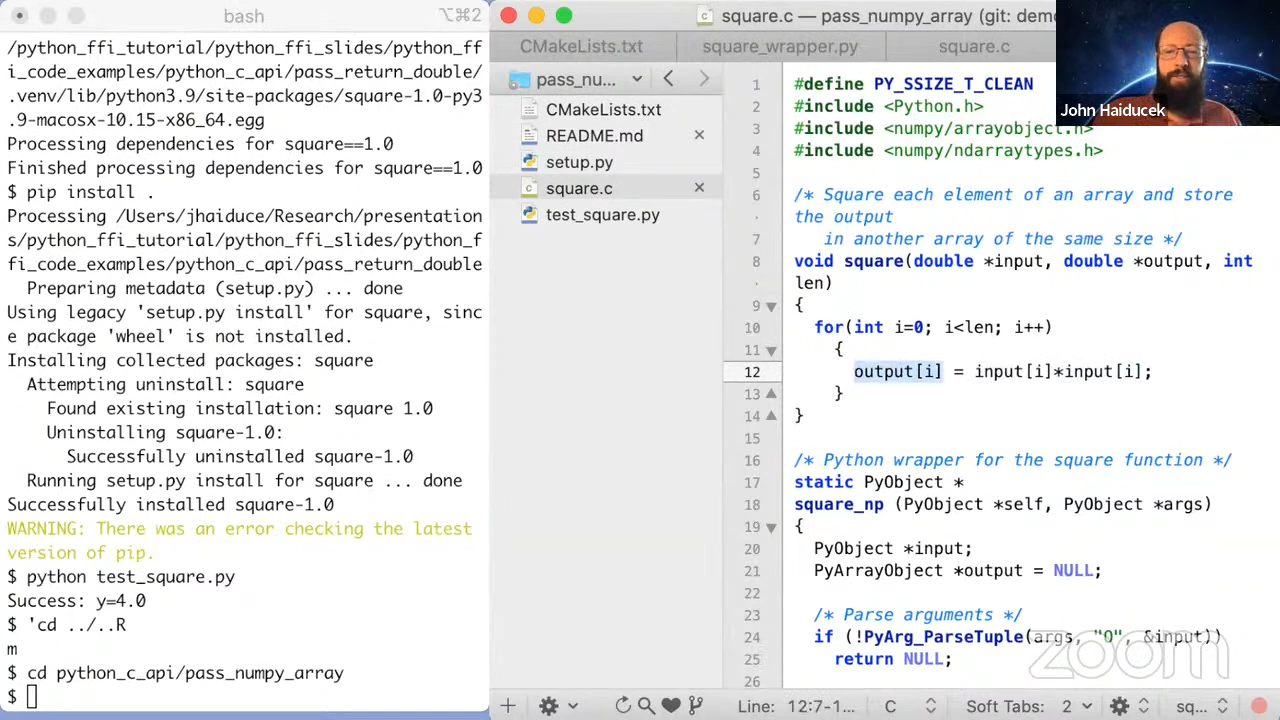 bash
⌥⌘2
/python_ffi_tutorial/python_ffi_slides/python_ff
i_code_examples/python_c_api/pass_return_double/
.venv/lib/python3.9/site-packages/square-1.0-py3
.9-macosx-10.15-x86_64.egg
Processing dependencies for square==1.0
Finished processing dependencies for square==1.0
$ pip install .
Processing /Users/jhaiduce/Research/presentation
s/python_ffi_tutorial/python_ffi_slides/python_f
fi_code_examples/python_c_api/pass_return_double
Preparing metadata (setup.py) ... done
Using legacy 'setup.py install' for square, sinc
e package 'wheel' is not installed.
Installing collected packages: square
Attempting uninstall: square
Found existing installation: square 1.0
Uninstalling square-1.0:
Successfully uninstalled square-1.0
Running setup.py install for square ... done
Successfully installed square-1.0
WARNING: There was an error checking the latest
version of pip.
$ python test_square.py
Success: y=4.0
$ 'cd ../..R
m
$ cd python_c_api/pass_numpy_array
$
square.c — pass_numpy_array (git: demo
CMakeLists.txt
square_wrapper.py
square.c
pass_nu...
CMakeLists.txt
README.md
setup.py
square.c
test_square.py
1 #define PY_SSIZE_T_CLEAN
2 #include <Python.h>
3 #include <numpy/arrayobject.h>
4 #include <numpy/ndarraytypes.h>
5
6 /* Square each element of an array and store
· the output
7 in another array of the same size */
8 void square(double *input, double *output, int
· len)
9 {
10 for(int i=0; i<len; i++)
11 {
12 output[i] = input[i]*input[i];
13 }
14 }
15
16 /* Python wrapper for the square function */
17 static PyObject *
18 square_np (PyObject *self, PyObject *args)
19 {
20 PyObject *input;
21 PyArrayObject *output = NULL;
22
23 /* Parse arguments */
24 if (!PyArg_ParseTuple(args, "O", &input))
25 return NULL;
26
Line: 12:7-1...
C
Soft Tabs: 2
sq...
John Haiducek
zoom